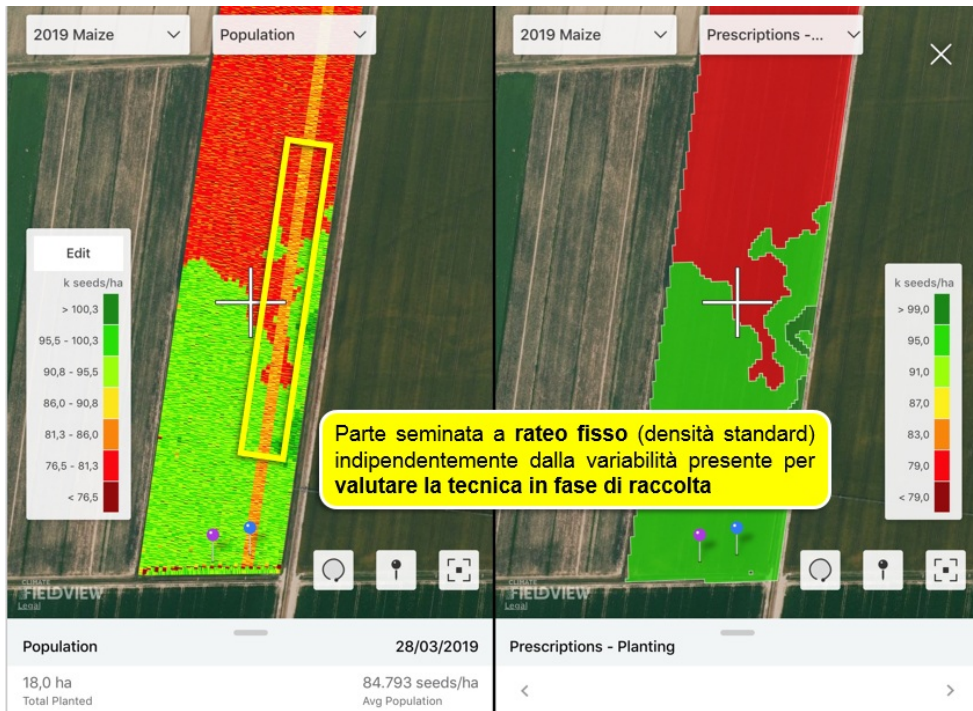 2019 Maize
Population
Edit
k seeds/ha
> 100,3
95,5 - 100,3
90,8 - 95,5
86,0 - 90,8
81,3 - 86,0
76,5 - 81,3
< 76,5
CLIMATE
FIELDVIEW
Legal
Population
28/03/2019
18,0 ha
Total Planted
84.793 seeds/ha
Avg Population
2019 Maize
Prescriptions -...
k seeds/ha
> 99,0
95,0
91,0
87,0
83,0
79,0
< 79,0
Parte seminata a rateo fisso (densità standard)
indipendentemente dalla variabilità presente per
valutare la tecnica in fase di raccolta
CLIMATE
FIELDVIEW
Legal
Prescriptions - Planting